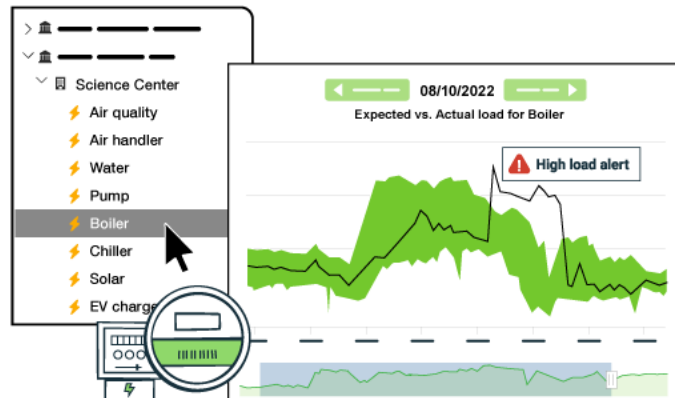 Science Center
Air quality
Air handler
Water
Pump
Boiler
Chiller
Solar
EV charge
08/10/2022
Expected vs. Actual load for Boiler
High load alert